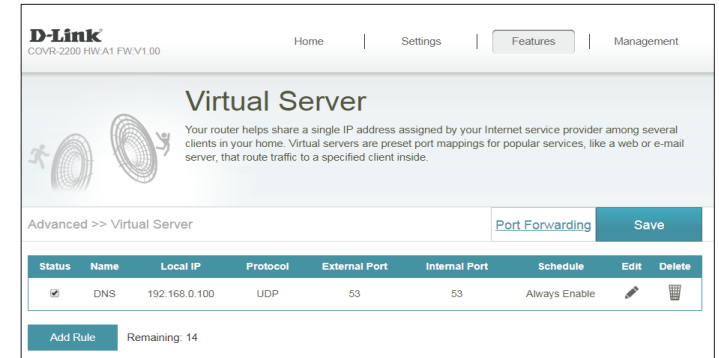 D-Link
COVR-2200 HW:A1 FW:V1.00
Home | Settings | Features | Management
Virtual Server
Your router helps share a single IP address assigned by your Internet service provider among several
clients in your home. Virtual servers are preset port mappings for popular services, like a web or e-mail
server, that route traffic to a specified client inside.
Advanced >> Virtual Server Port Forwarding Save
Status Name Local IP Protocol External Port Internal Port Schedule Edit Delete
DNS 192.168.0.100 UDP 53 53 Always Enable
Add Rule Remaining: 14